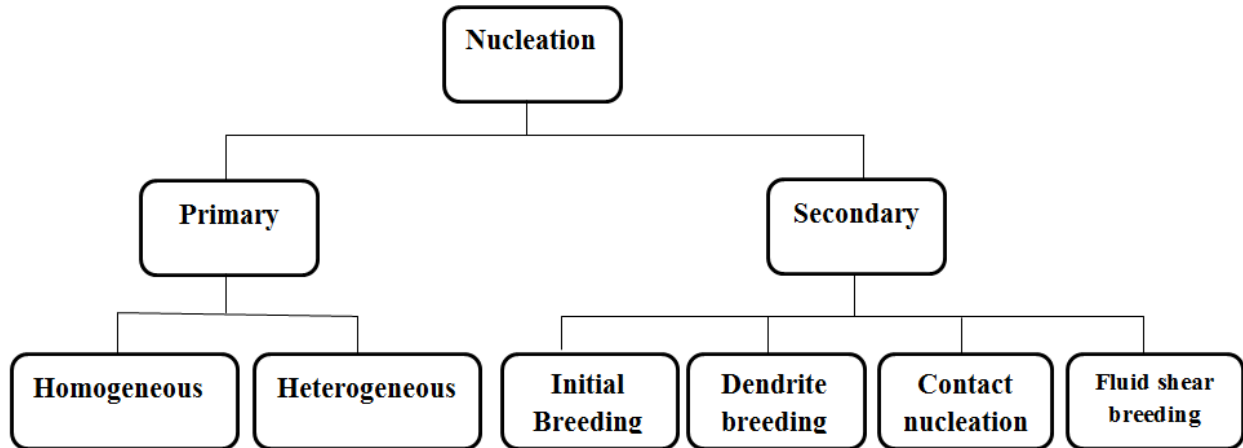 Nucleation
Primary
Secondary
Homogeneous
Heterogeneous
Initial
Breeding
Dendrite
breeding
Contact
nucleation
Fluid shear
breeding